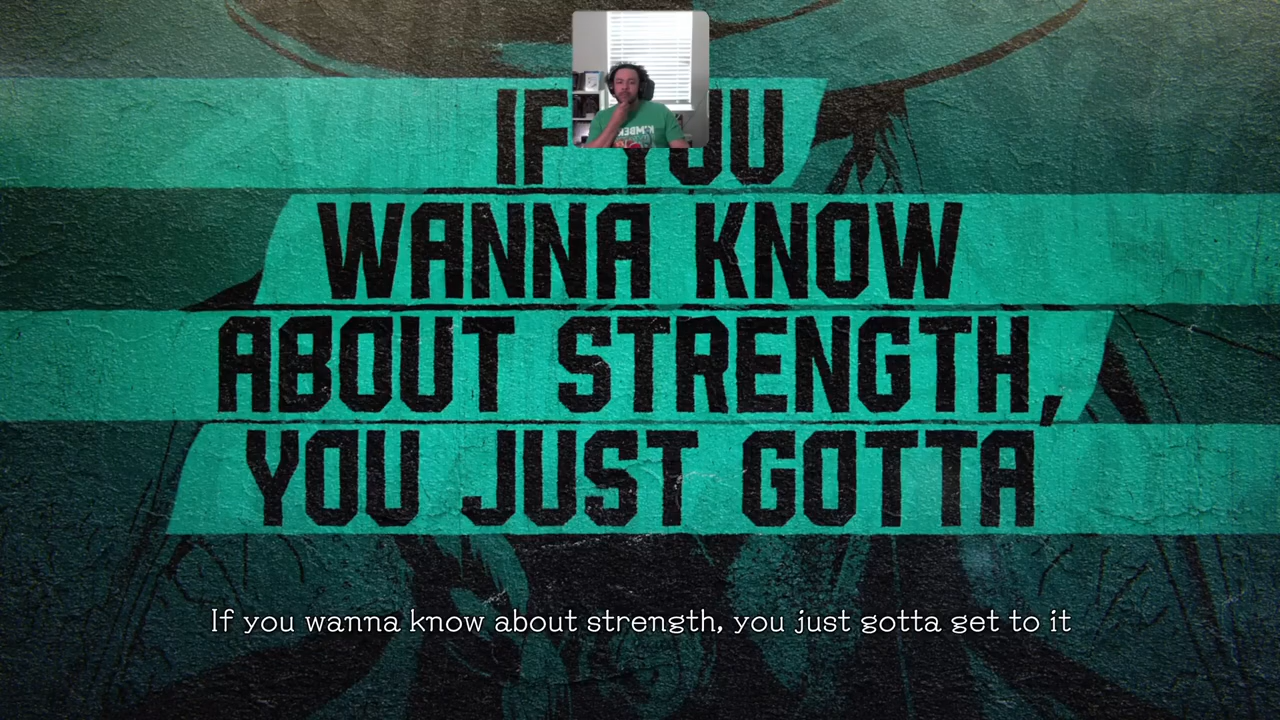 IF YOU
WANNA KNOW
ABOUT STRENGTH,
YOU JUST GOTTA
If you wanna know about strength, you just gotta get to it